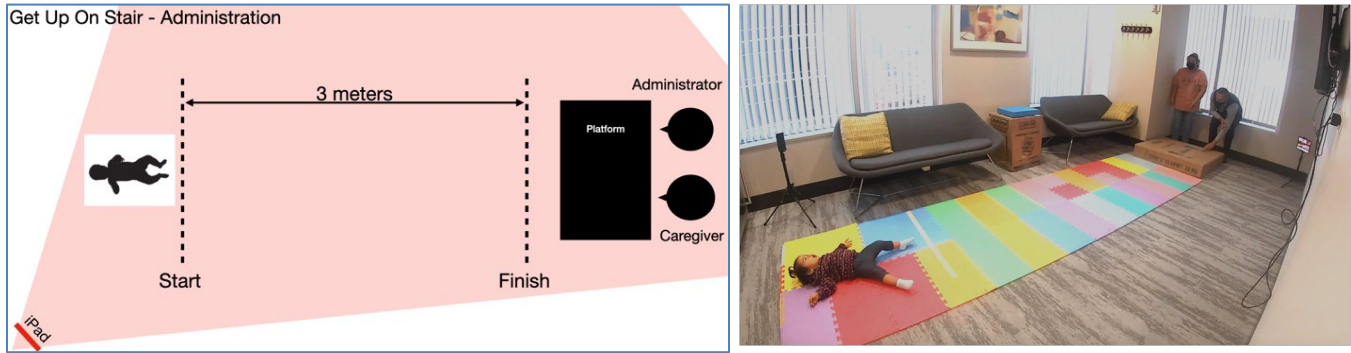 Get Up On Stair - Administration
3 meters
Administrator
Platform
Caregiver
Start
Finish
iPad